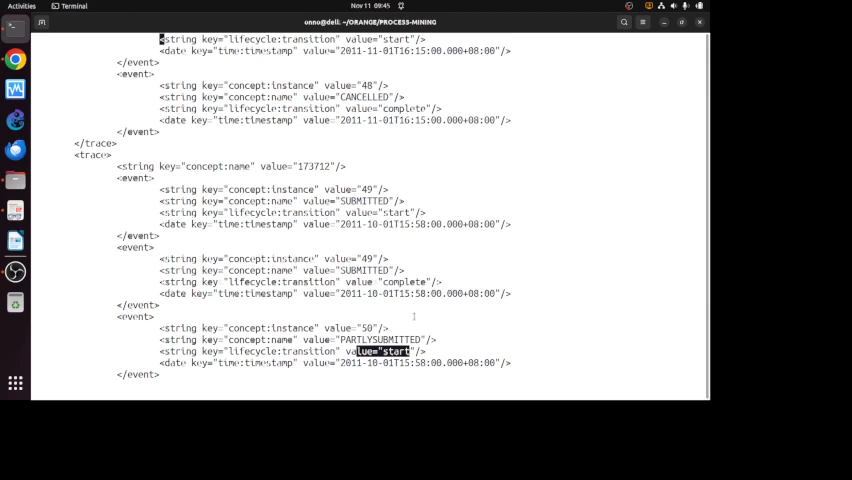 Activities
Terminal
Nov 11 09:45
onno@dell: ~/ORANGE/PROCESS-MINING
<string key="lifecycle:transition" value="start"/>
<date key="time:timestamp" value="2011-11-01T16:15:00.000+08:00"/>
</event>
<event>
<string key="concept:instance" value="48"/>
<string key="concept:name" value="CANCELLED"/>
<string key="lifecycle:transition" value="complete"/>
<date key="time:timestamp" value="2011-11-01T16:15:00.000+08:00"/>
</event>
</trace>
<trace>
<string key="concept:name" value="173712"/>
<event>
<string key="concept:instance" value="49"/>
<string key="concept:name" value="SUBMITTED"/>
<string key="lifecycle:transition" value="start"/>
<date key="time:timestamp" value="2011-10-01T15:58:00.000+08:00"/>
</event>
<event>
<string key="concept:instance" value="49"/>
<string key="concept:name" value="SUBMITTED"/>
<string key="lifecycle:transition" value="complete"/>
<date key="time:timestamp" value="2011-10-01T15:58:00.000+08:00"/>
</event>
<event>
<string key="concept:instance" value="50"/>
<string key="concept:name" value="PARTLYSUBMITTED"/>
<string key="lifecycle:transition" value="start"/>
<date key="time:timestamp" value="2011-10-01T15:58:00.000+08:00"/>
</event>